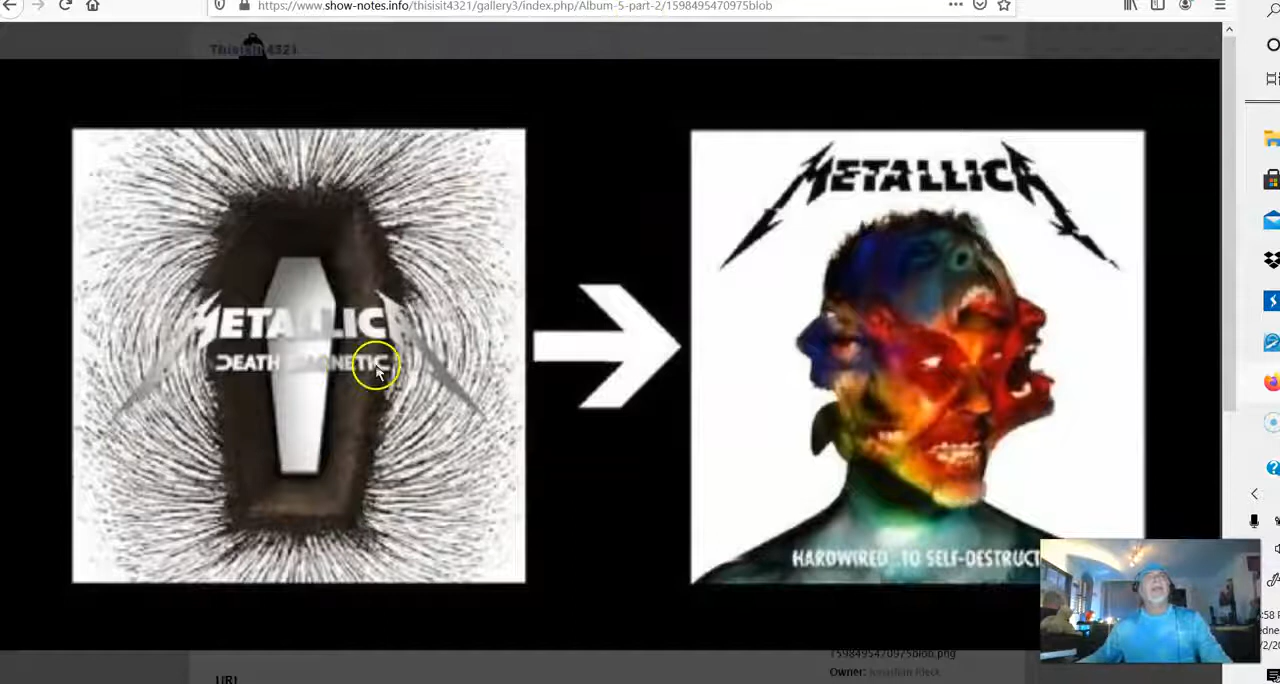 https://www.show-notes.info/thisisit4321/gallery3/index.php/Album-5-part-2/1598495470975blob
METALLICA
DEATH MAGNETIC
METALLICA
HARDWIRED...TO SELF-DESTRUCT
1598495470975blob.png
Owner:
URL